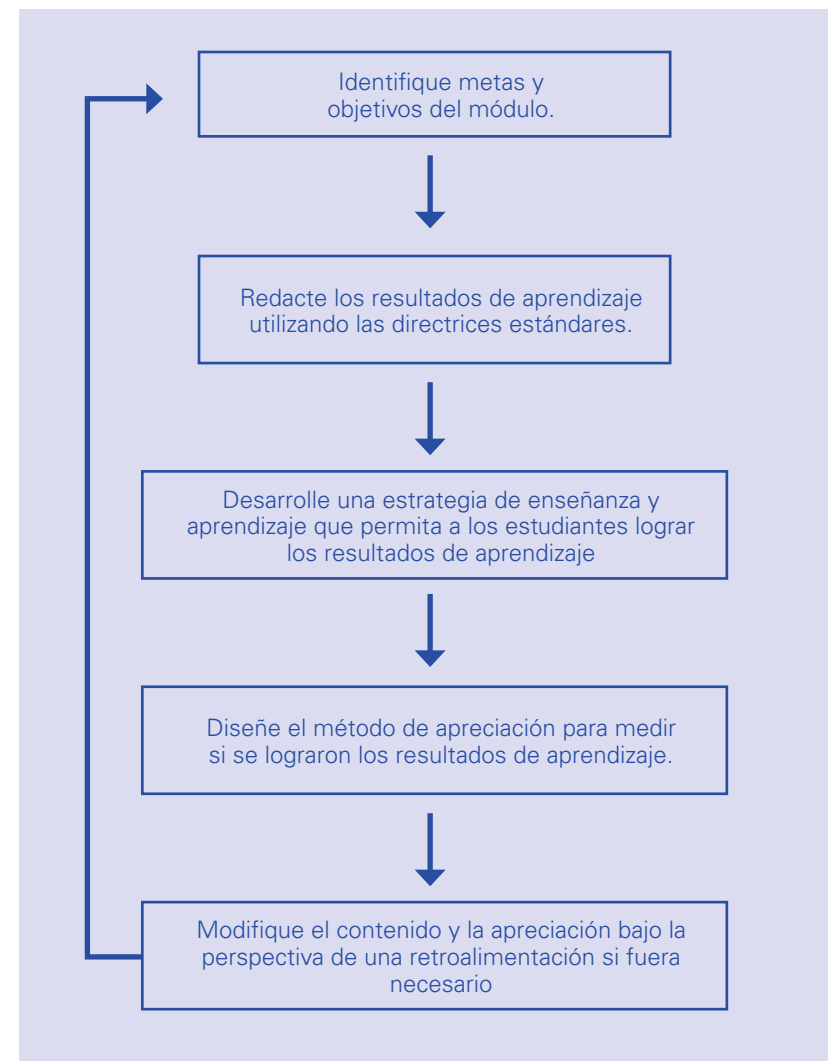 Identifique metas y
objetivos del módulo.
Redacte los resultados de aprendizaje
utilizando las directrices estándares.
Desarrolle una estrategia de enseñanza y
aprendizaje que permita a los estudiantes lograr
los resultados de aprendizaje
Diseñe el método de apreciación para medir
si se lograron los resultados de aprendizaje.
Modifique el contenido y la apreciación bajo la
perspectiva de una retroalimentación si fuera
necesario